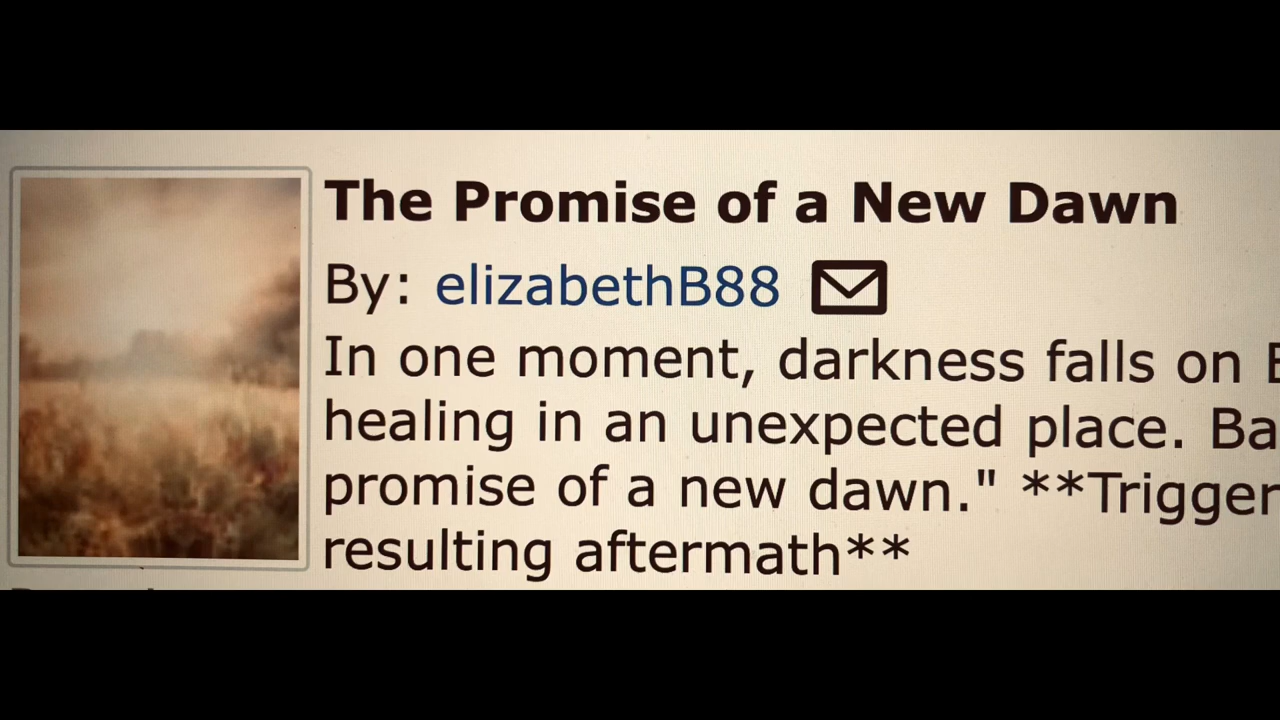 The Promise of a New Dawn
By: elizabethB88
In one moment, darkness falls on
healing in an unexpected place. Ba
promise of a new dawn." **Trigger
resulting aftermath**